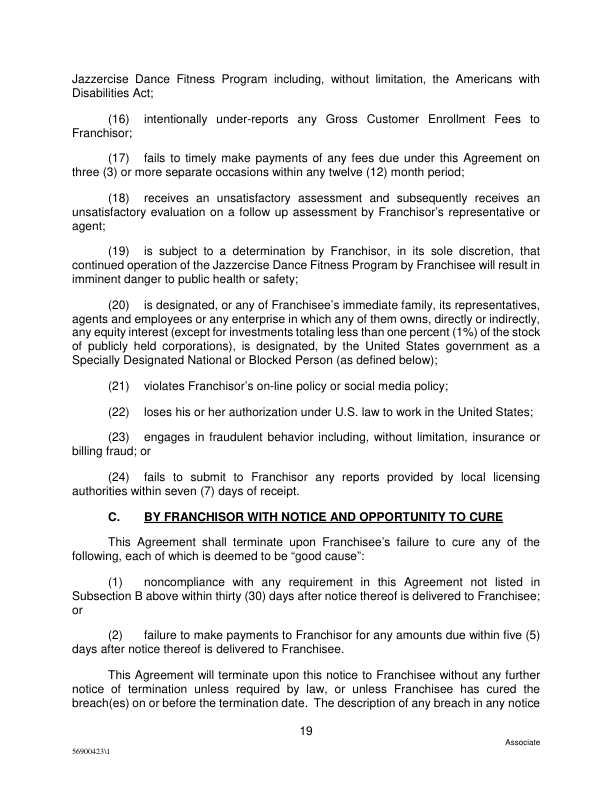 Jazzercise Dance Fitness Program including, without limitation, the Americans with
Disabilities Act;
(16) intentionally under-reports any Gross Customer Enrollment Fees to
Franchisor;
(17) fails to timely make payments of any fees due under this Agreement on
three (3) or more separate occasions within any twelve (12) month period;
(18) receives an unsatisfactory assessment and subsequently receives an
unsatisfactory evaluation on a follow up assessment by Franchisor's representative or
agent;
(19) is subject to a determination by Franchisor, in its sole discretion, that
continued operation of the Jazzercise Dance Fitness Program by Franchisee will result in
imminent danger to public health or safety;
(20) is designated, or any of Franchisee's immediate family, its representatives,
agents and employees or any enterprise in which any of them owns, directly or indirectly,
any equity interest (except for investments totaling less than one percent (1%) of the stock
of publicly held corporations), is designated, by the United States government as a
Specially Designated National or Blocked Person (as defined below);
(21) violates Franchisor's on-line policy or social media policy;
(22) loses his or her authorization under U.S. law to work in the United States;
(23) engages in fraudulent behavior including, without limitation, insurance or
billing fraud; or
(24) fails to submit to Franchisor any reports provided by local licensing
authorities within seven (7) days of receipt.
C. BY FRANCHISOR WITH NOTICE AND OPPORTUNITY TO CURE
This Agreement shall terminate upon Franchisee's failure to cure any of the
following, each of which is deemed to be "good cause":
(1) noncompliance with any requirement in this Agreement not listed in
Subsection B above within thirty (30) days after notice thereof is delivered to Franchisee;
or
(2) failure to make payments to Franchisor for any amounts due within five (5)
days after notice thereof is delivered to Franchisee.
This Agreement will terminate upon this notice to Franchisee without any further
notice of termination unless required by law, or unless Franchisee has cured the
breach(es) on or before the termination date. The description of any breach in any notice
19
Associate
56900423\1